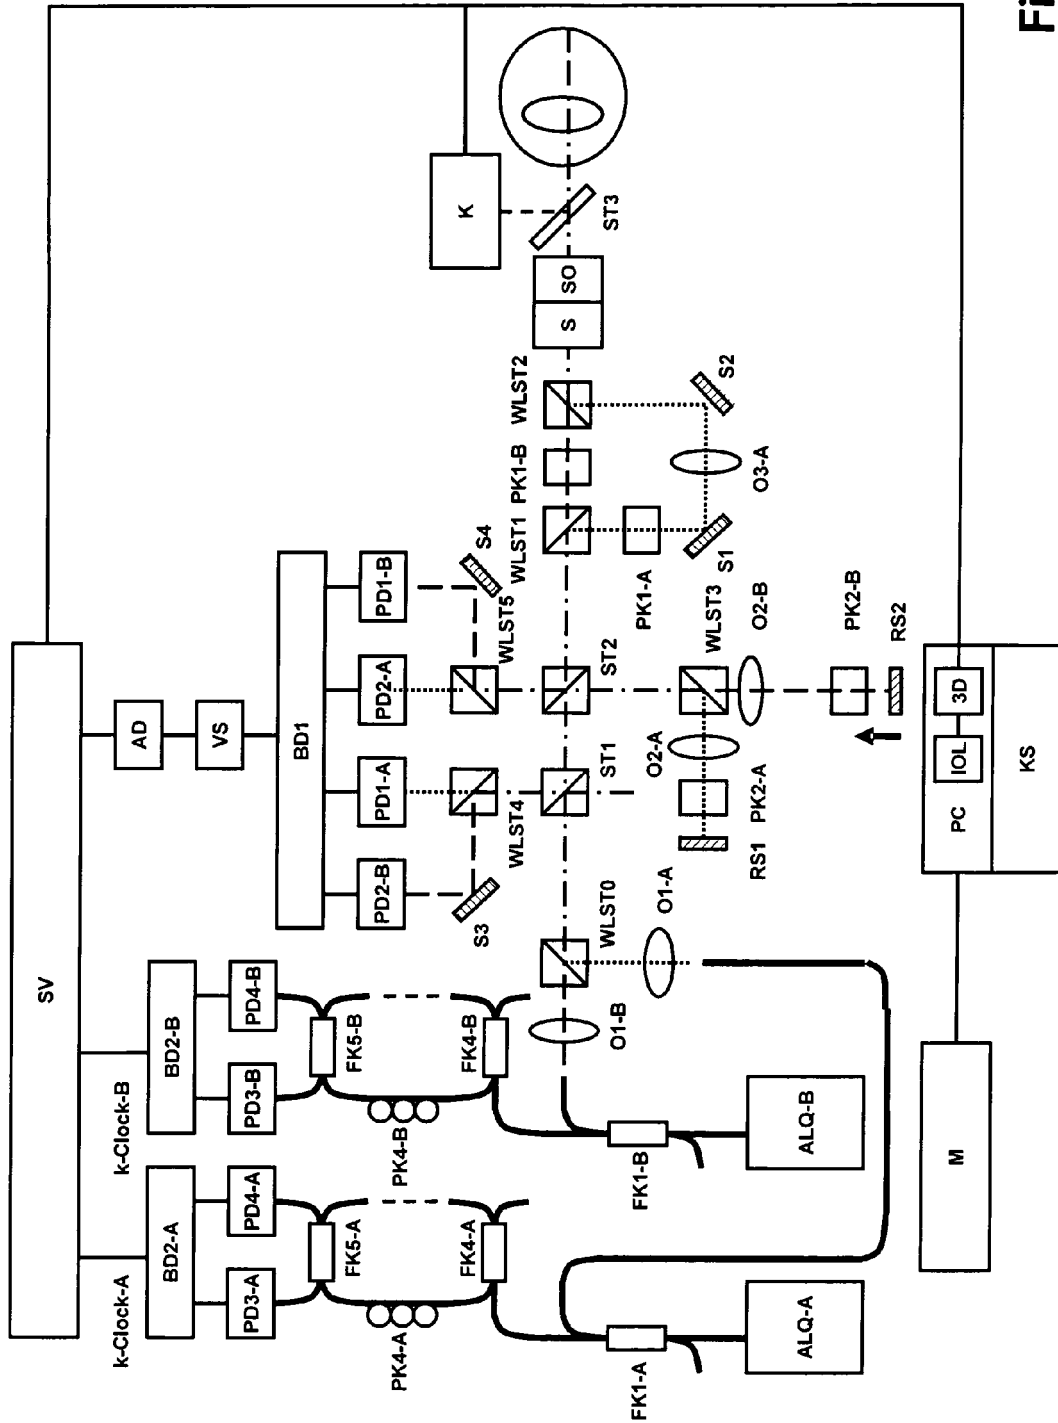 Fi
SV
AD
VS
k-Clock-A
k-Clock-B
BD2-A
BD2-B
BD1
PD3-A
PD4-A
PD3-B
PD4-B
PD2-B
PD1-A
PD2-A
PD1-B
FK5-A
FK5-B
PK4-A
PK4-B
FK4-A
FK4-B
S3
S4
WLST4
WLST5
K
FK1-A
FK1-B
O1-B
WLST0
O1-A
ST1
ST2
WLST1
PK1-B
WLST2
S
SO
ST3
PK1-A
S1
O3-A
S2
RS1
PK2-A
O2-A
WLST3
O2-B
PK2-B
RS2
ALQ-A
ALQ-B
M
PC
IOL
3D
KS